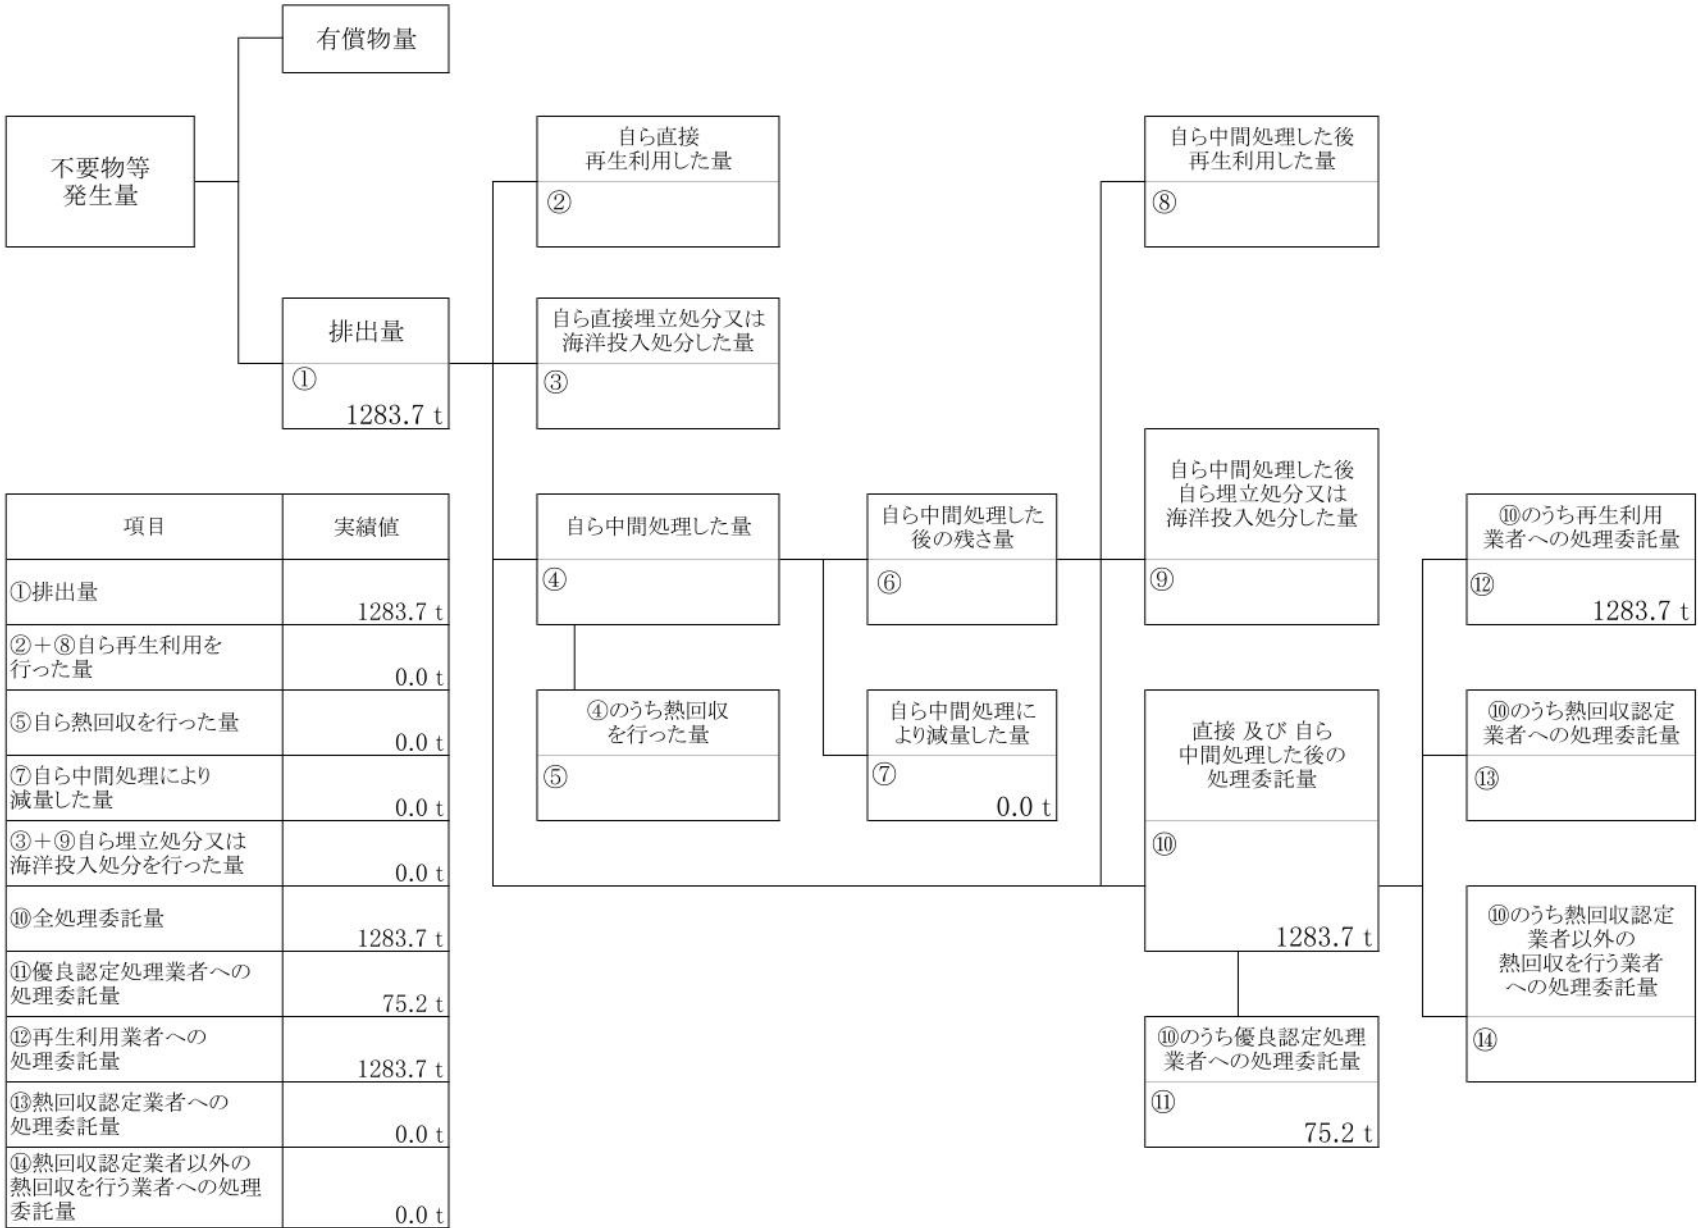 有償物量
不要物等
発生量
排出量
①
1283.7 t
自ら直接
再生利用した量
②
自ら直接埋立処分又は
海洋投入処分した量
③
自ら中間処理した量
④
④のうち熱回収
を行った量
⑤
自ら中間処理した
後の残さ量
⑥
自ら中間処理に
より減量した量
⑦
0.0 t
自ら中間処理した後
再生利用した量
⑧
自ら中間処理した後
自ら埋立処分又は
海洋投入処分した量
⑨
直接 及び 自ら
中間処理した後の
処理委託量
⑩
1283.7 t
⑩のうち優良認定処理
業者への処理委託量
⑪
75.2 t
⑩のうち再生利用
業者への処理委託量
⑫
1283.7 t
⑩のうち熱回収認定
業者への処理委託量
⑬
⑩のうち熱回収認定
業者以外の
熱回収を行う業者
への処理委託量
⑭
項目 実績値
①排出量
1283.7 t
②+⑧自ら再生利用を
行った量
0.0 t
⑤自ら熱回収を行った量
0.0 t
⑦自ら中間処理により
減量した量
0.0 t
③+⑨自ら埋立処分又は
海洋投入処分を行った量
0.0 t
⑩全処理委託量
1283.7 t
⑪優良認定処理業者への
処理委託量
75.2 t
⑫再生利用業者への
処理委託量
1283.7 t
⑬熱回収認定業者への
処理委託量
0.0 t
⑭熱回収認定業者以外の
熱回収を行う業者への処理
委託量
0.0 t